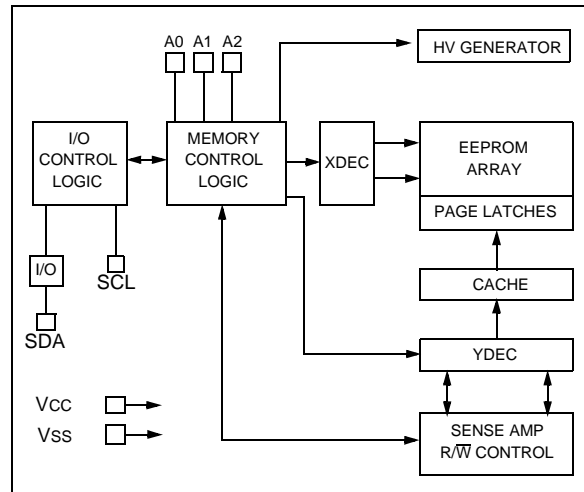 A0 A1 A2
HV GENERATOR
I/O
CONTROL
LOGIC
MEMORY
CONTROL
LOGIC
XDEC
EEPROM
ARRAY
PAGE LATCHES
I/O
SCL
SDA
CACHE
YDEC
VCC
VSS
SENSE AMP
R/W̅ CONTROL